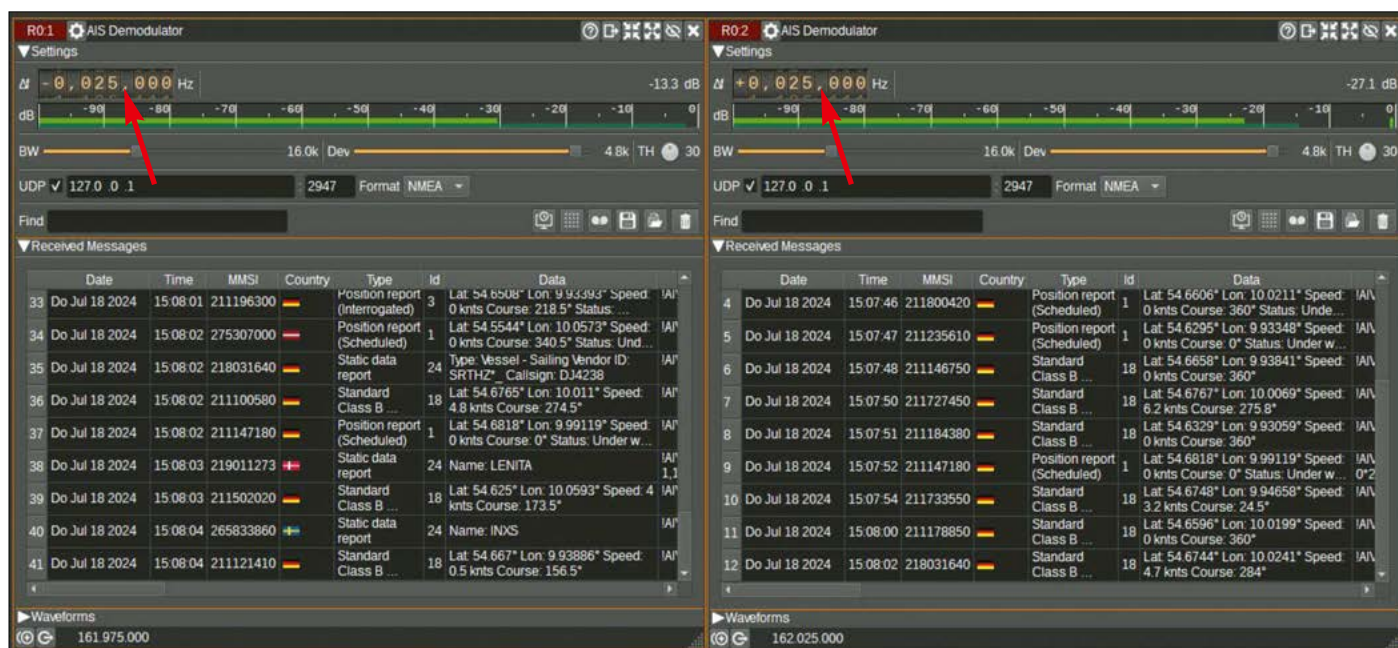 R0:1 AIS Demodulator
Settings
Δf -0,025,000 Hz -13.3 dB
dB -90 -80 -70 -60 -50 -40 -30 -20 -10 0
BW 16.0k Dev 4.8k TH 30
UDP 127.0 .0 .1 : 2947 Format NMEA
Find
Received Messages
Date Time MMSI Country Type Id Data
33 Do Jul 18 2024 15:08:01 211196300 Position report (Interrogated) 3 Lat: 54.6508° Lon: 9.93393° Speed: 0 knts Course: 218.5° Status: ...
34 Do Jul 18 2024 15:08:02 275307000 Position report (Scheduled) 1 Lat: 54.5544° Lon: 10.0573° Speed: 0 knts Course: 340.5° Status: Und...
35 Do Jul 18 2024 15:08:02 218031640 Static data report 24 Type: Vessel - Sailing Vendor ID: SRTHZ*_ Callsign: DJ4238
36 Do Jul 18 2024 15:08:02 211100580 Standard Class B ... 18 Lat: 54.6765° Lon: 10.011° Speed: 4.8 knts Course: 274.5°
37 Do Jul 18 2024 15:08:02 211147180 Position report (Scheduled) 1 Lat: 54.6818° Lon: 9.99119° Speed: 0 knts Course: 0° Status: Under w...
38 Do Jul 18 2024 15:08:03 219011273 Static data report 24 Name: LENITA
39 Do Jul 18 2024 15:08:03 211502020 Standard Class B ... 18 Lat: 54.625° Lon: 10.0593° Speed: 4 knts Course: 173.5°
40 Do Jul 18 2024 15:08:04 265833860 Static data report 24 Name: INXS
41 Do Jul 18 2024 15:08:04 211121410 Standard Class B ... 18 Lat: 54.667° Lon: 9.93886° Speed: 0.5 knts Course: 156.5°
Waveforms
161.975.000
R0:2 AIS Demodulator
Settings
Δf +0,025,000 Hz -27.1 dB
dB -90 -80 -70 -60 -50 -40 -30 -20 -10 0
BW 16.0k Dev 4.8k TH 30
UDP 127.0 .0 .1 : 2947 Format NMEA
Find
Received Messages
Date Time MMSI Country Type Id Data
4 Do Jul 18 2024 15:07:46 211800420 Position report (Scheduled) 1 Lat: 54.6606° Lon: 10.0211° Speed: 0 knts Course: 360° Status: Unde...
5 Do Jul 18 2024 15:07:47 211235610 Position report (Scheduled) 1 Lat: 54.6295° Lon: 9.93348° Speed: 0 knts Course: 0° Status: Under w...
6 Do Jul 18 2024 15:07:48 211146750 Standard Class B ... 18 Lat: 54.6658° Lon: 9.93841° Speed: 0 knts Course: 360°
7 Do Jul 18 2024 15:07:50 211727450 Standard Class B ... 18 Lat: 54.6767° Lon: 10.0069° Speed: 6.2 knts Course: 275.8°
8 Do Jul 18 2024 15:07:51 211184380 Standard Class B ... 18 Lat: 54.6329° Lon: 9.93059° Speed: 0 knts Course: 360°
9 Do Jul 18 2024 15:07:52 211147180 Position report (Scheduled) 1 Lat: 54.6818° Lon: 9.99119° Speed: 0 knts Course: 0° Status: Under w...
10 Do Jul 18 2024 15:07:54 211733550 Standard Class B ... 18 Lat: 54.6748° Lon: 9.94658° Speed: 3.2 knts Course: 24.5°
11 Do Jul 18 2024 15:08:00 211178850 Standard Class B ... 18 Lat: 54.6596° Lon: 10.0199° Speed: 0 knts Course: 360°
12 Do Jul 18 2024 15:08:02 218031640 Standard Class B ... 18 Lat: 54.6744° Lon: 10.0241° Speed: 4.7 knts Course: 284°
Waveforms
162.025.000